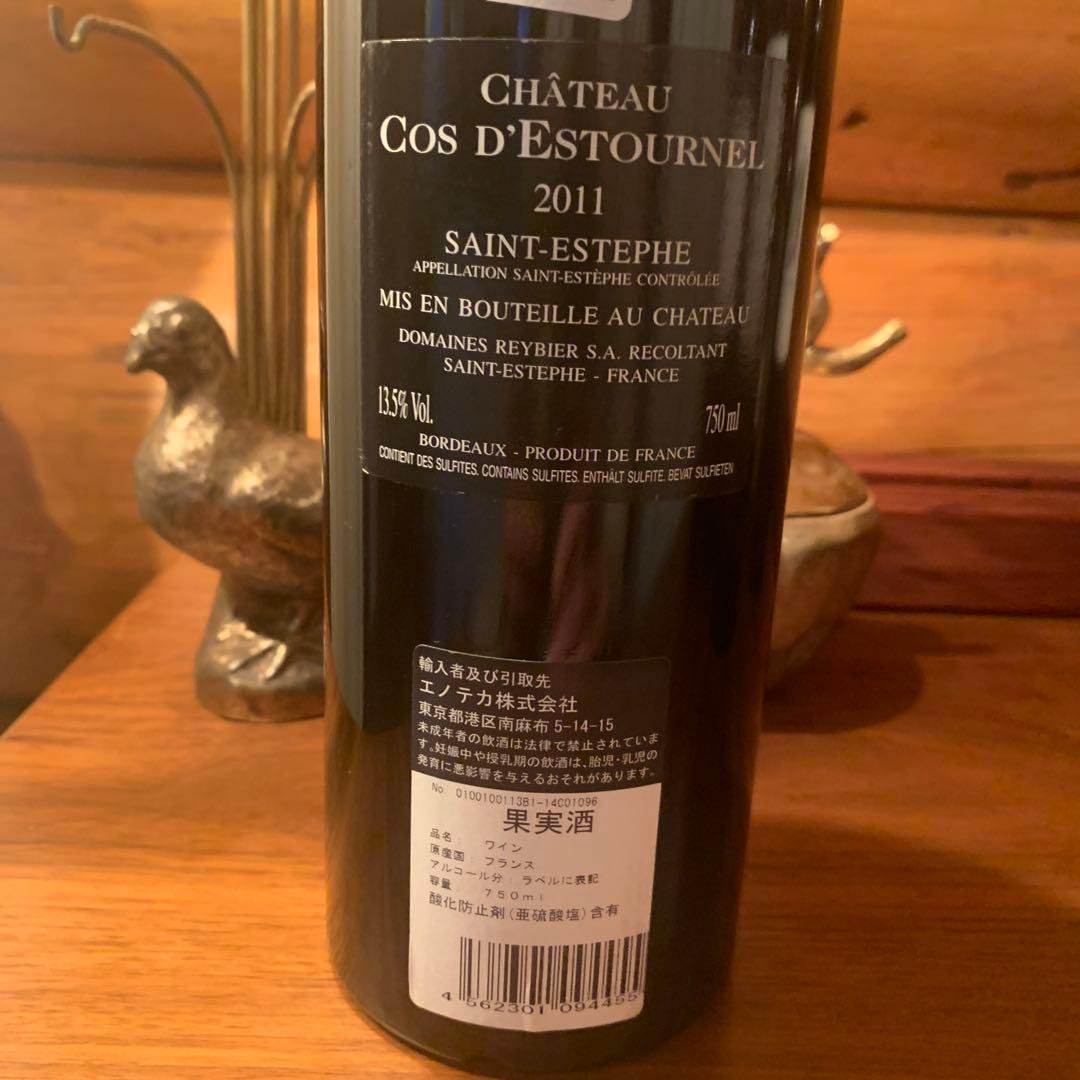 CHÂTEAU
COS D'ESTOURNEL
2011
SAINT-ESTEPHE
APPELLATION SAINT-ESTÈPHE CONTRÔLÉE
MIS EN BOUTEILLE AU CHATEAU
DOMAINES REYBIER S.A. RECOLTANT
SAINT-ESTEPHE - FRANCE
13.5% Vol. 750 ml
BORDEAUX - PRODUIT DE FRANCE
CONTIENT DES SULFITES. CONTAINS SULFITES. ENTHÄLT SULFITE. BEVAT SULFIETEN
輸入者及び引取先
エノテカ株式会社
東京都港区南麻布 5-14-15
未成年者の飲酒は法律で禁止されていま
す。妊娠中や授乳期の飲酒は、胎児・乳児の
発育に悪影響を与えるおそれがあります。
No. 0100100113B1-14C01096
果実酒
品名: ワイン
原産国: フランス
アルコール分: ラベルに表記
容量: 750ml
酸化防止剤(亜硫酸塩)含有
4 562301 094455